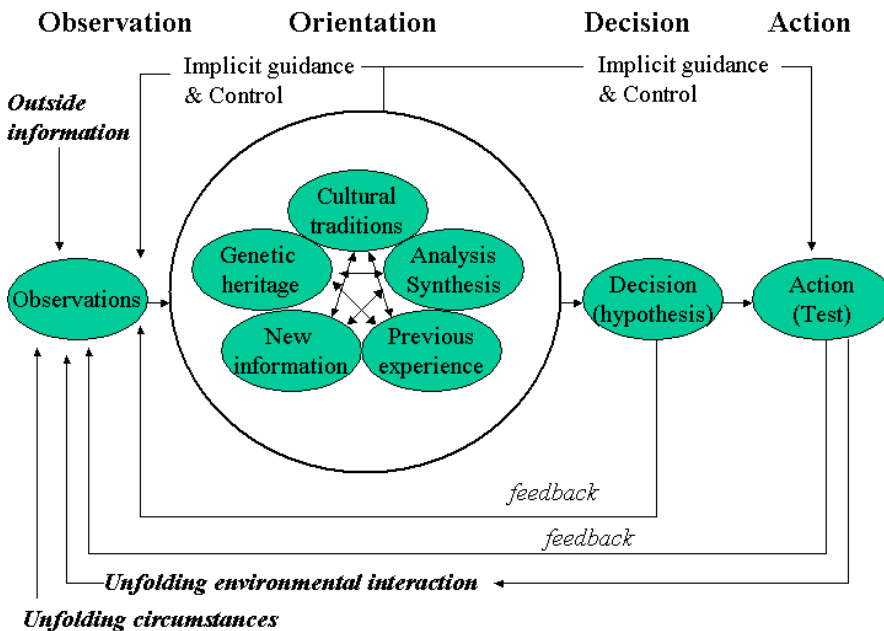 Observation
Orientation
Decision
Action
Implicit guidance
& Control
Implicit guidance
& Control
Outside
information
Cultural
traditions
Genetic
heritage
Analysis
Synthesis
Observations
Decision
(hypothesis)
Action
(Test)
New
information
Previous
experience
feedback
feedback
Unfolding environmental interaction
Unfolding circumstances